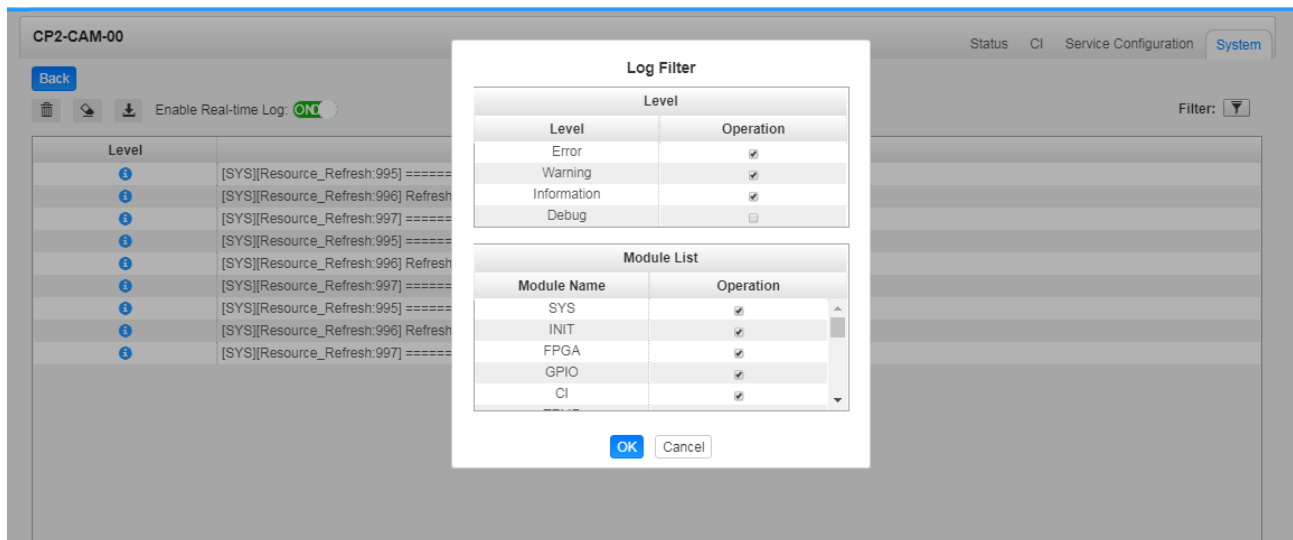 CP2-CAM-00
Status CI Service Configuration System
Back
Enable Real-time Log: ON
Filter:
Level
[SYS][Resource_Refresh:995] ======
[SYS][Resource_Refresh:996] Refresh
[SYS][Resource_Refresh:997] ======
[SYS][Resource_Refresh:995] ======
[SYS][Resource_Refresh:996] Refresh
[SYS][Resource_Refresh:997] ======
[SYS][Resource_Refresh:995] ======
[SYS][Resource_Refresh:996] Refresh
[SYS][Resource_Refresh:997] ======
Log Filter
Level
Level Operation
Error
Warning
Information
Debug
Module List
Module Name Operation
SYS
INIT
FPGA
GPIO
CI
OK Cancel